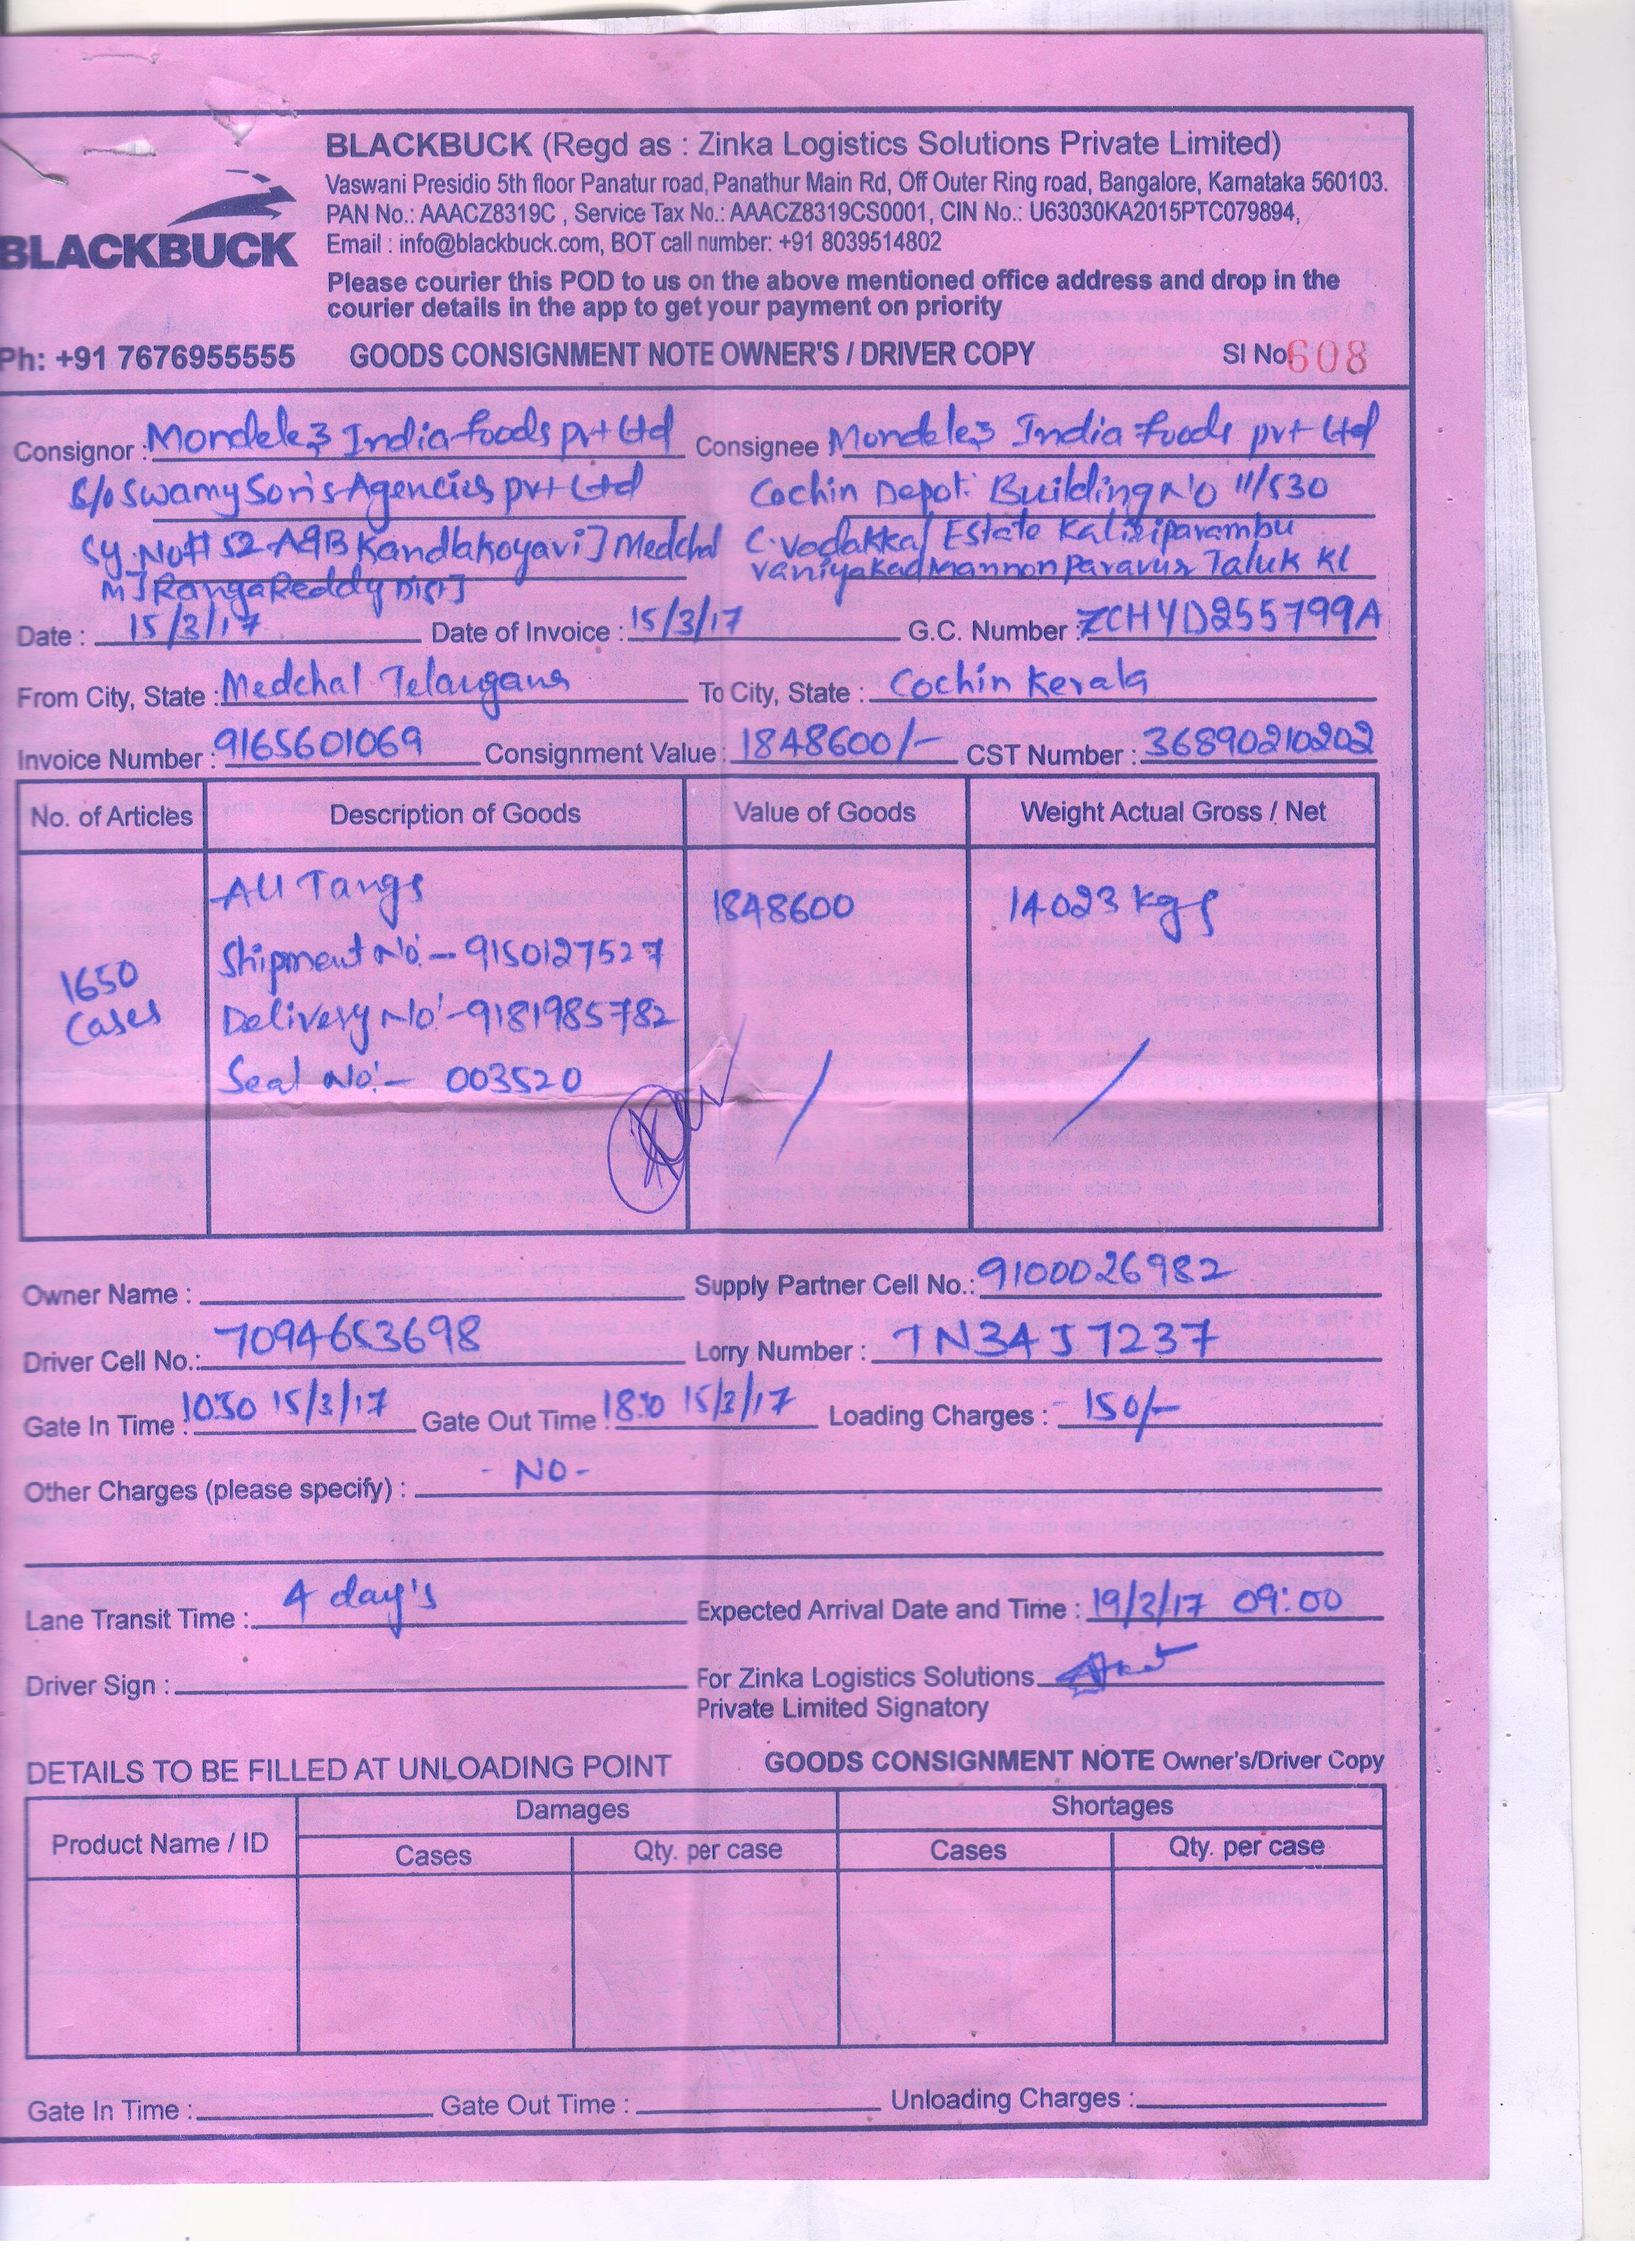 BLACKBUCK (Regd as : Zinka Logistics Solutions Private Limited)
Vaswani Presidio 5th floor Panatur road, Panathur Main Rd, Off Outer Ring road, Bangalore, Karnataka 560103.
PAN No.: AAACZ8319C , Service Tax No.: AAACZ8319CS0001, CIN No.: U63030KA2015PTC079894,
BLACKBUCK
Email : info@blackbuck.com, BOT call number: +91 8039514802
Please courier this POD to us on the above mentioned office address and drop in the
courier details in the app to get your payment on priority
Ph: +91 7676955555 GOODS CONSIGNMENT NOTE OWNER'S / DRIVER COPY SI No. 608
Consignor : Mondelez India foods pvt Ltd Consignee Mondelez India foods pvt Ltd
C/o Swamy Son's Agencies pvt Ltd Cochin Depot: Building No 11/530
Sy. No# 52-A9B Kandlakoyavi] Medchal C. Vadakkal Estate Kalisiparambu
M] RangaReddy Dist] Vaniyakad Mannon Paravur Taluk Kl
Date : 15/3/17 Date of Invoice : 15/3/17 G.C. Number : ZCHYD255799A
From City, State : Medchal Telangana To City, State : Cochin Kerala
Invoice Number : 9165601069 Consignment Value : 1848600/- CST Number : 36890210202
No. of Articles Description of Goods Value of Goods Weight Actual Gross / Net
All Tangs 1848600 14023 kgs
Shipment No:- 9150127527
1650
Cases
Delivery No:- 9181985782
Seal No:- 003520
Owner Name : Supply Partner Cell No.: 9100026982
Driver Cell No.: 7094653698 Lorry Number : TN34J7237
Gate In Time : 1030 15/3/17 Gate Out Time : 18:0 15/3/17 Loading Charges : - 150/-
Other Charges (please specify) : - NO -
Lane Transit Time : 4 day's Expected Arrival Date and Time : 19/3/17 09:00
Driver Sign : For Zinka Logistics Solutions
Private Limited Signatory
DETAILS TO BE FILLED AT UNLOADING POINT GOODS CONSIGNMENT NOTE Owner's/Driver Copy
Product Name / ID Damages Shortages
Cases Qty. per case Cases Qty. per case
Gate In Time : Gate Out Time : Unloading Charges :